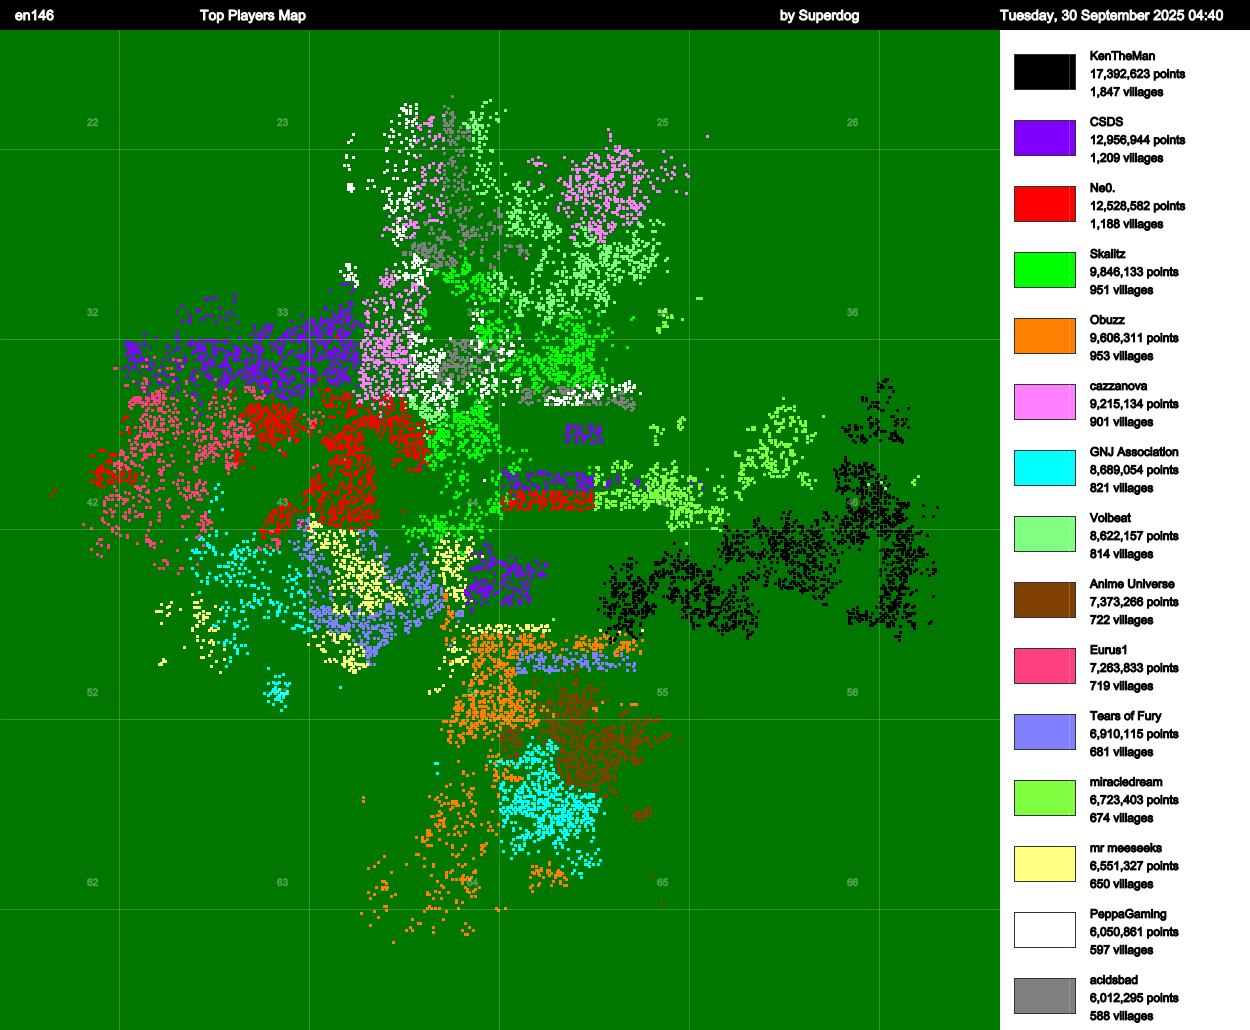 en146 Top Players Map by Superdog Tuesday, 30 September 2025 04:40
KenTheMan
17,392,623 points
1,847 villages
CSDS
12,956,944 points
1,209 villages
Ne0.
12,528,582 points
1,188 villages
Skalitz
9,846,133 points
951 villages
Obuzz
9,606,311 points
953 villages
cazzanova
9,215,134 points
901 villages
GNJ Association
8,689,054 points
821 villages
Volbeat
8,622,157 points
814 villages
Anime Universe
7,373,266 points
722 villages
Eurus1
7,263,833 points
719 villages
Tears of Fury
6,910,115 points
681 villages
miracledream
6,723,403 points
674 villages
mr meeseeks
6,551,327 points
650 villages
PeppaGaming
6,050,861 points
597 villages
acidsbad
6,012,295 points
588 villages
22 23 25 26
32 33 36
42 43 44
52 55 56
62 63 64 65 66